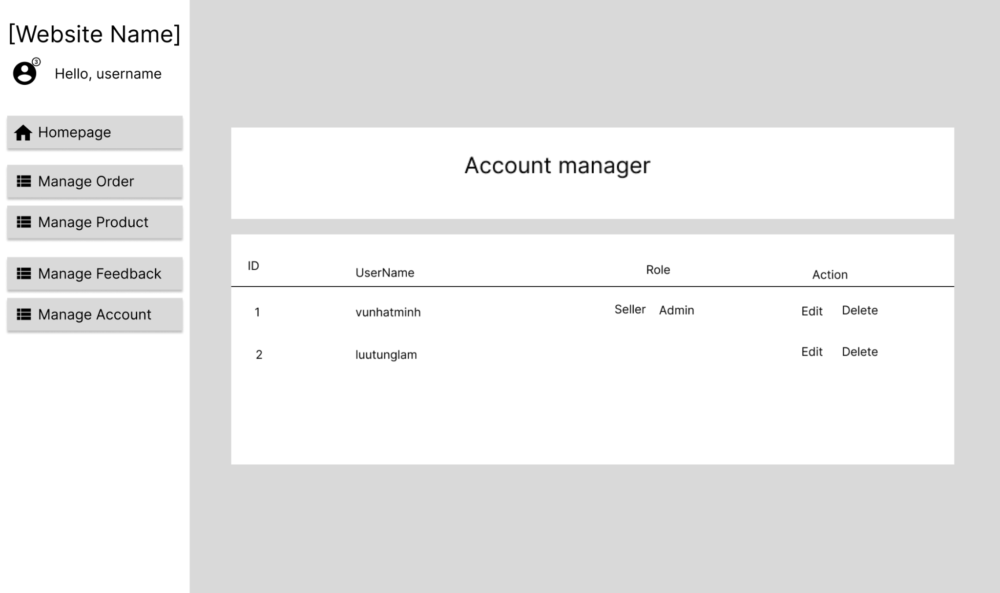 [Website Name]
3
Hello, username
Homepage
Manage Order
Manage Product
Manage Feedback
Manage Account
Account manager
ID UserName Role Action
1 vunhatminh Seller Admin Edit Delete
2 luutunglam Edit Delete